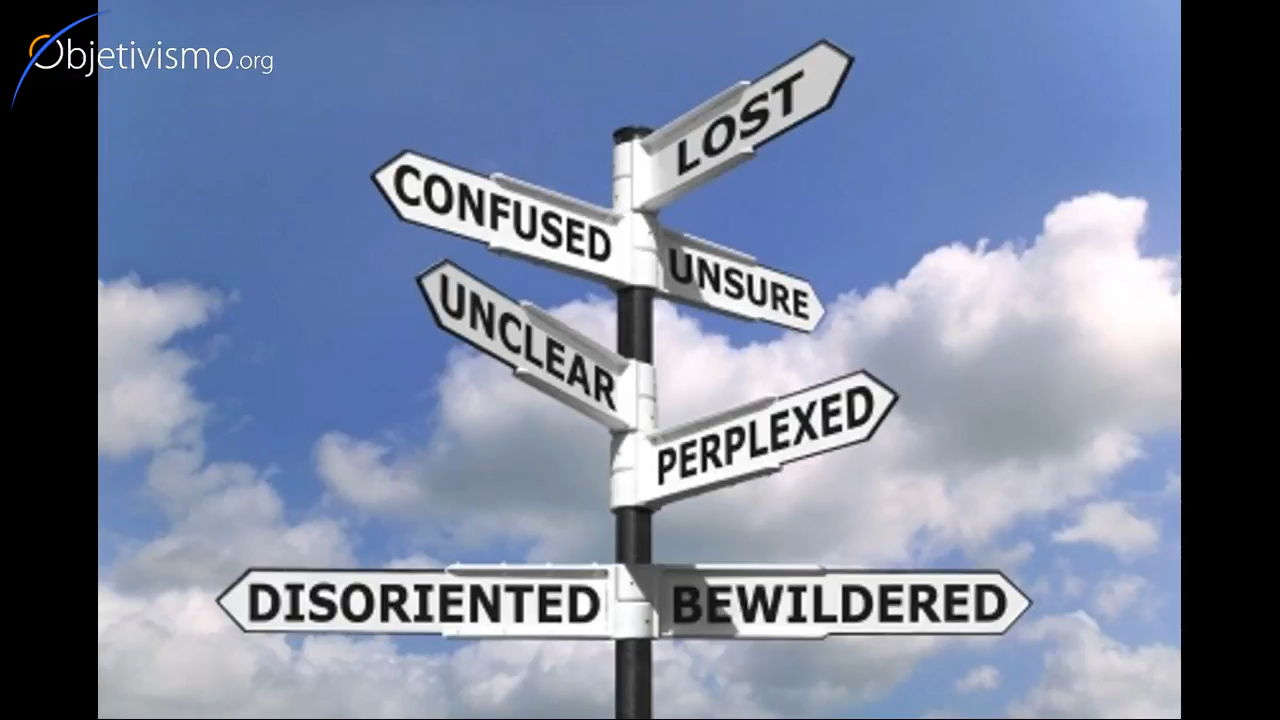 Objetivismo.org
LOST
CONFUSED
UNSURE
UNCLEAR
PERPLEXED
DISORIENTED
BEWILDERED